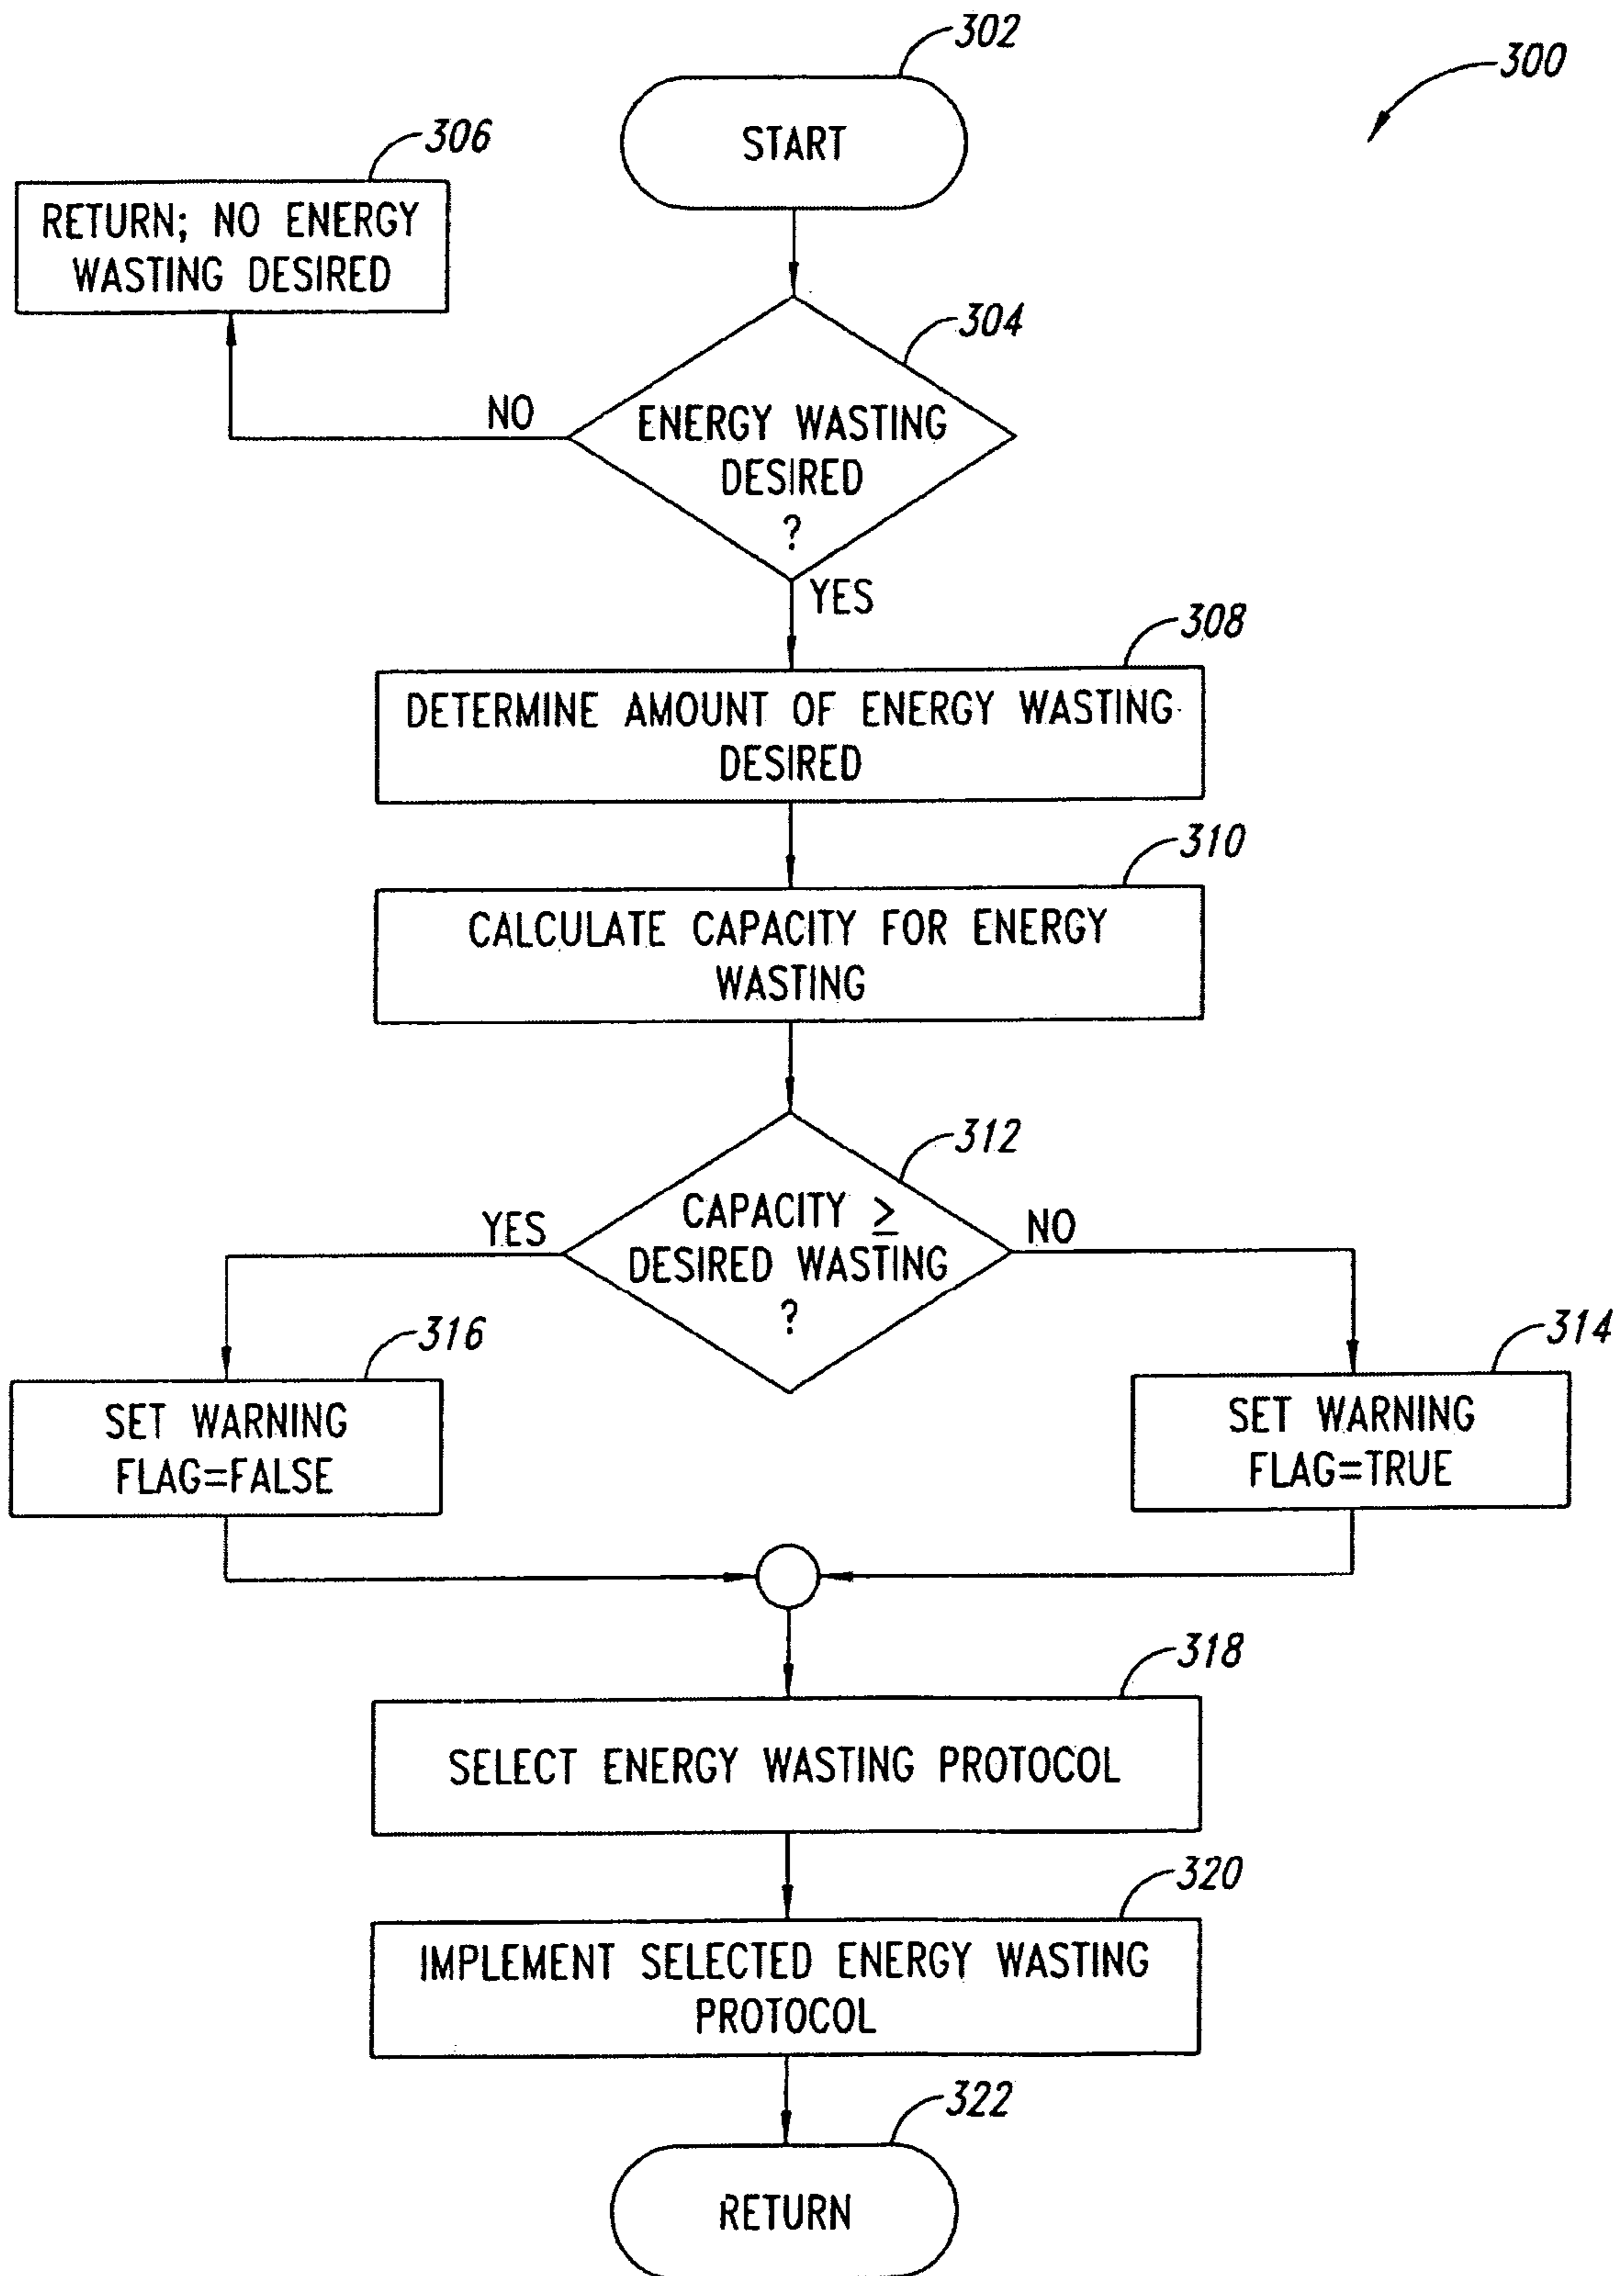 302
300
START
306
RETURN; NO ENERGY
WASTING DESIRED
304
NO
ENERGY WASTING
DESIRED
?
YES
308
DETERMINE AMOUNT OF ENERGY WASTING
DESIRED
310
CALCULATE CAPACITY FOR ENERGY
WASTING
312
YES
CAPACITY ≥
DESIRED WASTING
?
NO
316
SET WARNING
FLAG=FALSE
314
SET WARNING
FLAG=TRUE
318
SELECT ENERGY WASTING PROTOCOL
320
IMPLEMENT SELECTED ENERGY WASTING
PROTOCOL
322
RETURN